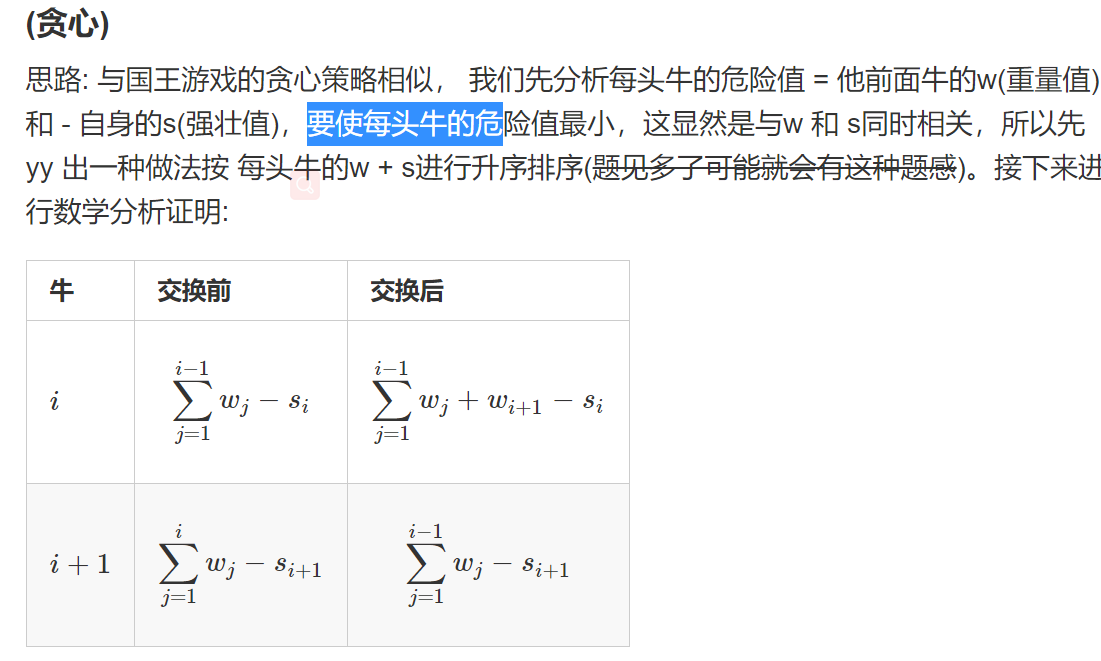 (贪心)
思路: 与国王游戏的贪心策略相似， 我们先分析每头牛的危险值 = 他前面牛的w(重量值)
和 - 自身的s(强壮值)，要使每头牛的危险值最小，这显然是与w 和 s同时相关，所以先
yy 出一种做法按 每头牛的w + s进行升序排序(题见多了可能就会有这种题感)。接下来进
行数学分析证明:
牛 交换前 交换后
i \sum_{j=1}^{i-1} w_j - s_i \sum_{j=1}^{i-1} w_j + w_{i+1} - s_i
i + 1 \sum_{j=1}^{i} w_j - s_{i+1} \sum_{j=1}^{i-1} w_j - s_{i+1}